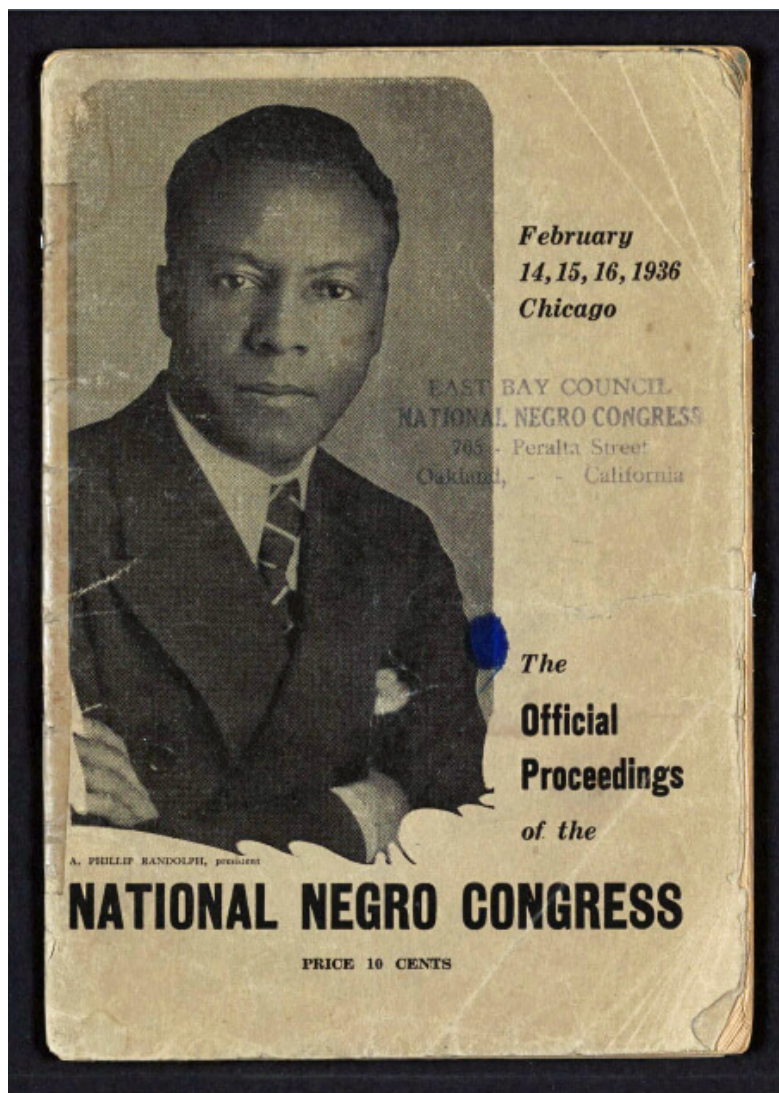 February
14, 15, 16, 1936
Chicago
EAST BAY COUNCIL
NATIONAL NEGRO CONGRESS
765 - Peralta Street
Oakland, - - California
The
Official
Proceedings
of the
A. PHILLIP RANDOLPH, president
NATIONAL NEGRO CONGRESS
PRICE 10 CENTS